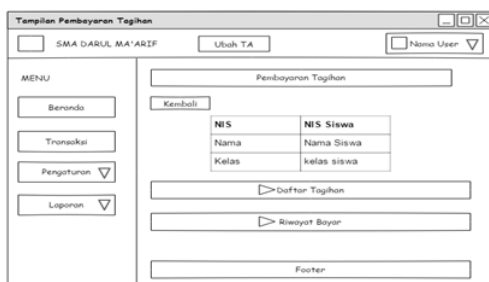 Tampilan Pembayaran Tagihan
SMA DARUL MA'ARIF
Ubah TA
Nama User
MENU
Beranda
Transaksi
Pengaturan
Laporan
Pembayaran Tagihan
Kembali
NIS NIS Siswa
Nama Nama Siswa
Kelas kelas siswa
Daftar Tagihan
Riwayat Bayar
Footer